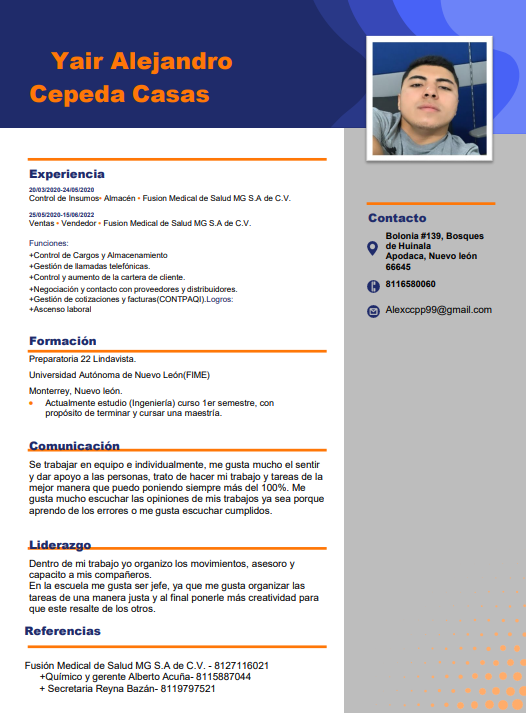 Yair Alejandro
Cepeda Casas
Experiencia
20/03/2020-24/05/2020
Control de Insumos• Almacén • Fusion Medical de Salud MG S.A de C.V.
25/05/2020-15/06/2022
Ventas • Vendedor • Fusion Medical de Salud MG S.A de C.V.
Funciones:
+Control de Cargos y Almacenamiento
+Gestión de llamadas telefónicas.
+Control y aumento de la cartera de cliente.
+Negociación y contacto con proveedores y distribuidores.
+Gestión de cotizaciones y facturas(CONTPAQI).Logros:
+Ascenso laboral
Formación
Preparatoria 22 Lindavista.
Universidad Autónoma de Nuevo León(FIME)
Monterrey, Nuevo león.
• Actualmente estudio (Ingeniería) curso 1er semestre, con
propósito de terminar y cursar una maestría.
Comunicación
Se trabajar en equipo e individualmente, me gusta mucho el sentir
y dar apoyo a las personas, trato de hacer mi trabajo y tareas de la
mejor manera que puedo poniendo siempre más del 100%. Me
gusta mucho escuchar las opiniones de mis trabajos ya sea porque
aprendo de los errores o me gusta escuchar cumplidos.
Liderazgo
Dentro de mi trabajo yo organizo los movimientos, asesoro y
capacito a mis compañeros.
En la escuela me gusta ser jefe, ya que me gusta organizar las
tareas de una manera justa y al final ponerle más creatividad para
que este resalte de los otros.
Referencias
Fusión Medical de Salud MG S.A de C.V. - 8127116021
+Químico y gerente Alberto Acuña- 8115887044
+ Secretaria Reyna Bazán- 8119797521
Contacto
Bolonia #139, Bosques
de Huinala
Apodaca, Nuevo león
66645
8116580060
Alexccpp99@gmail.com